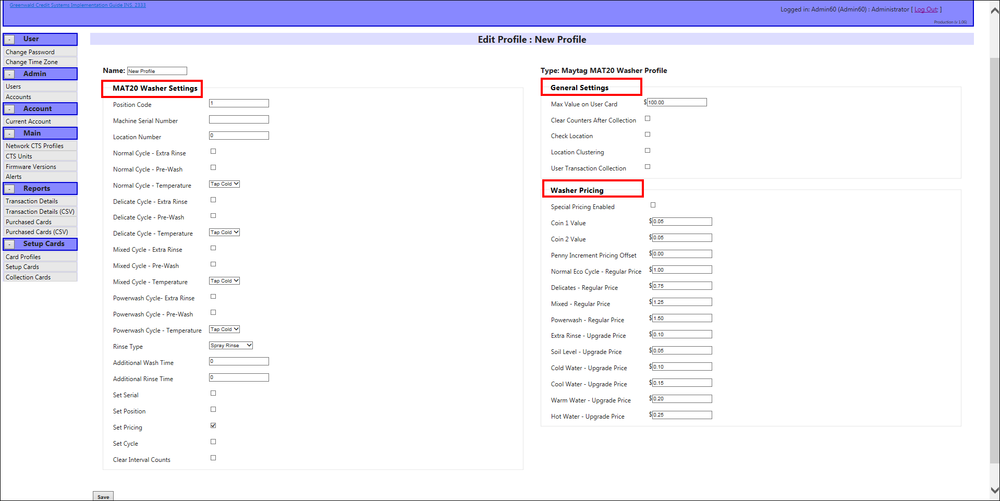 Greenwald Credit Systems Implementation Guide INS. 2333
Logged in: Admin60 (Admin60) : Administrator [ Log Out: ]
Production (v 1.06)
- User
Change Password
Change Time Zone
- Admin
Users
Accounts
- Account
Current Account
- Main
Network CTS Profiles
CTS Units
Firmware Versions
Alerts
- Reports
Transaction Details
Transaction Details (CSV)
Purchased Cards
Purchased Cards (CSV)
- Setup Cards
Card Profiles
Setup Cards
Collection Cards
Edit Profile : New Profile
Name: New Profile
MAT20 Washer Settings
Position Code 1
Machine Serial Number
Location Number 0
Normal Cycle - Extra Rinse
Normal Cycle - Pre-Wash
Normal Cycle - Temperature Tap Cold
Delicate Cycle - Extra Rinse
Delicate Cycle - Pre-Wash
Delicate Cycle - Temperature Tap Cold
Mixed Cycle - Extra Rinse
Mixed Cycle - Pre-Wash
Mixed Cycle - Temperature Tap Cold
Powerwash Cycle- Extra Rinse
Powerwash Cycle - Pre-Wash
Powerwash Cycle - Temperature Tap Cold
Rinse Type Spray Rinse
Additional Wash Time 0
Additional Rinse Time 0
Set Serial
Set Position
Set Pricing
Set Cycle
Clear Interval Counts
Type: Maytag MAT20 Washer Profile
General Settings
Max Value on User Card $100.00
Clear Counters After Collection
Check Location
Location Clustering
User Transaction Collection
Washer Pricing
Special Pricing Enabled
Coin 1 Value $0.05
Coin 2 Value $0.05
Penny Increment Pricing Offset $0.00
Normal Eco Cycle - Regular Price $1.00
Delicates - Regular Price $0.75
Mixed - Regular Price $1.25
Powerwash - Regular Price $1.50
Extra Rinse - Upgrade Price $0.10
Soil Level - Upgrade Price $0.05
Cold Water - Upgrade Price $0.10
Cool Water - Upgrade Price $0.15
Warm Water - Upgrade Price $0.20
Hot Water - Upgrade Price $0.25
Save